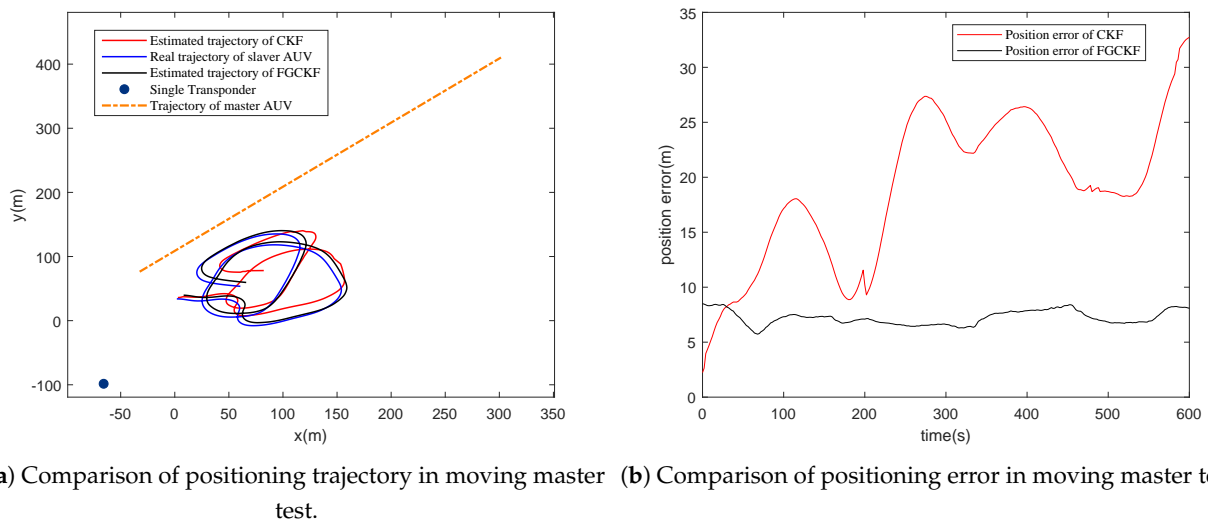 Estimated trajectory of CKF
Real trajectory of slaver AUV
Estimated trajectory of FGCKF
Single Transponder
Trajectory of master AUV
400
300
200
100
0
-100
y(m)
-50
0
50
100
150
200
250
300
350
x(m)
Position error of CKF
Position error of FGCKF
35
30
25
20
15
10
5
0
position error(m)
0
100
200
300
400
500
600
time(s)
) Comparison of positioning trajectory in moving master
test.
(b) Comparison of positioning error in moving master